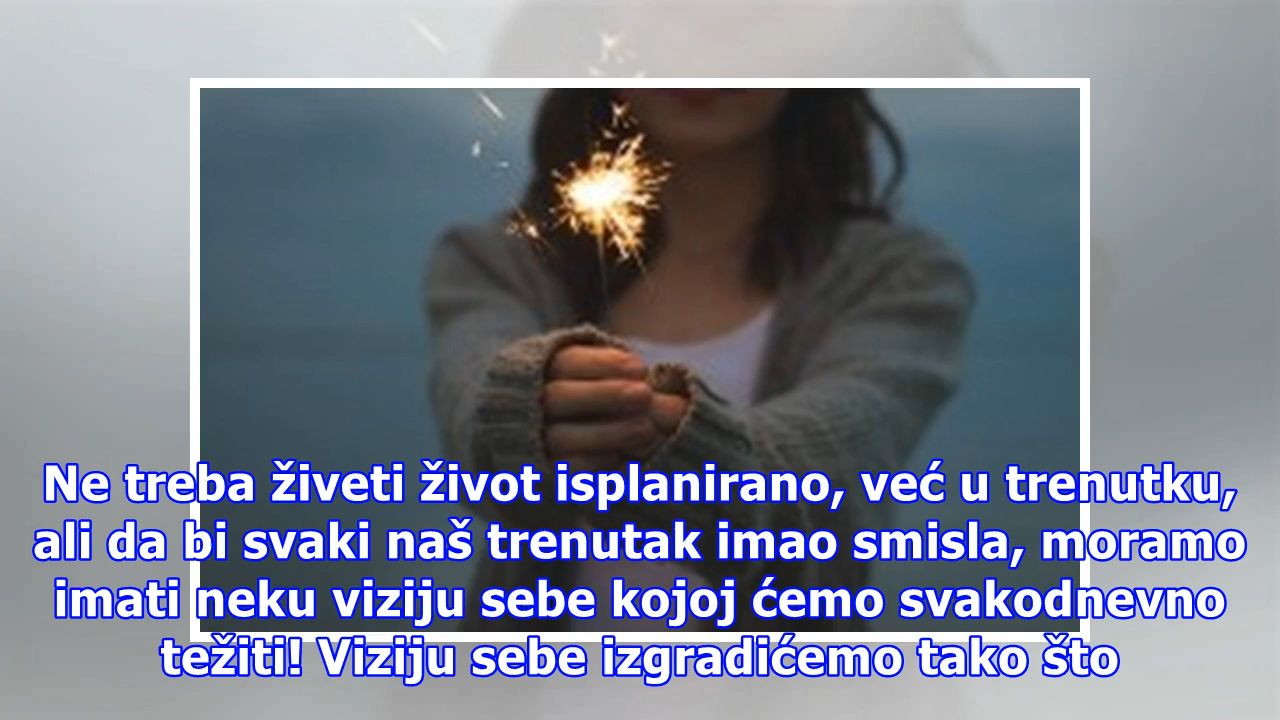 Ne treba živeti život isplanirano, već u trenutku,
ali da bi svaki naš trenutak imao smisla, moramo
imati neku viziju sebe kojoj ćemo svakodnevno
težiti! Viziju sebe izgradićemo tako što